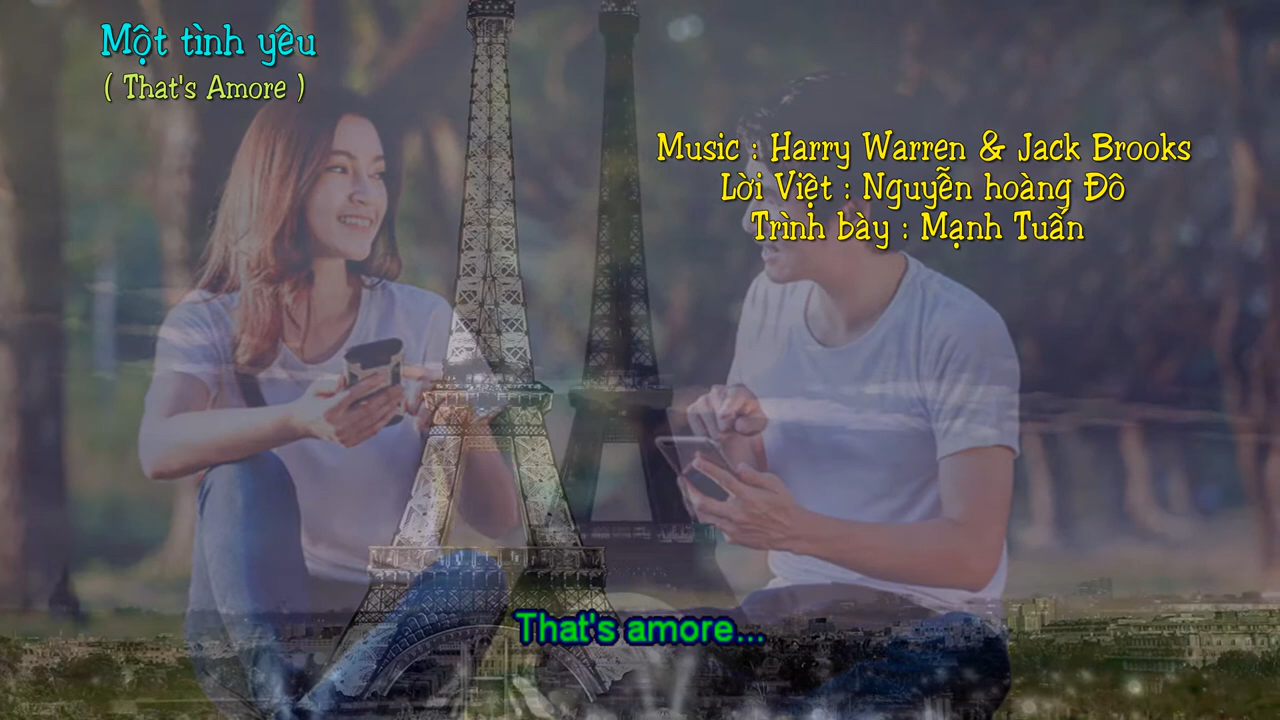 Một tình yêu
( That's Amore )
Music : Harry Warren & Jack Brooks
Lời Việt : Nguyễn hoàng Đô
Trình bày : Mạnh Tuấn
That's amore...